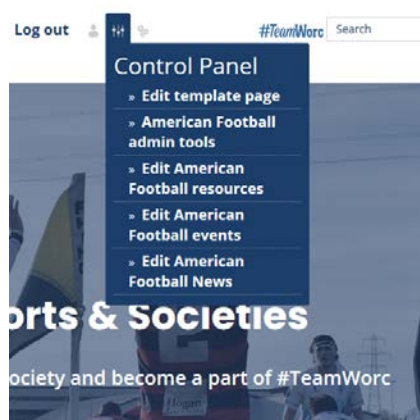 Log out
#TeamWorc
Search
Control Panel
» Edit template page
» American Football
admin tools
» Edit American
Football resources
» Edit American
Football events
» Edit American
Football News
orts & Societies
ociety and become a part of #TeamWorc
Hogan